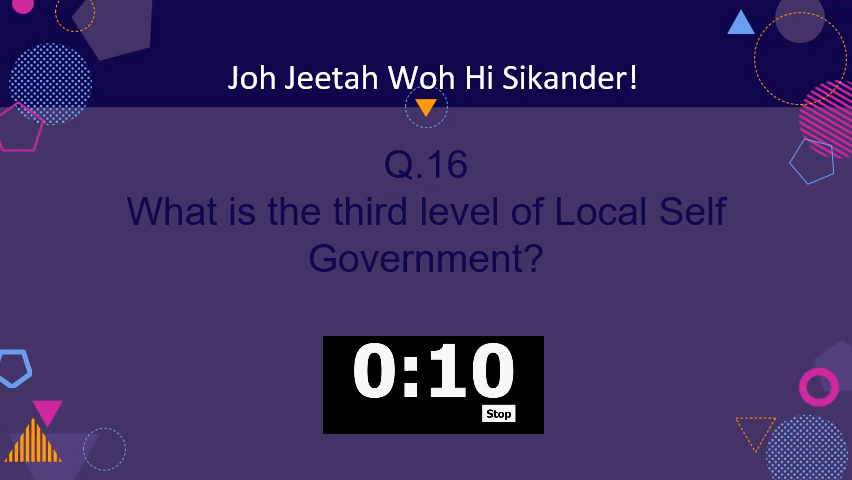 Joh Jeetah Woh Hi Sikander!
Q.16
What is the third level of Local Self
Government?
0:10
Stop